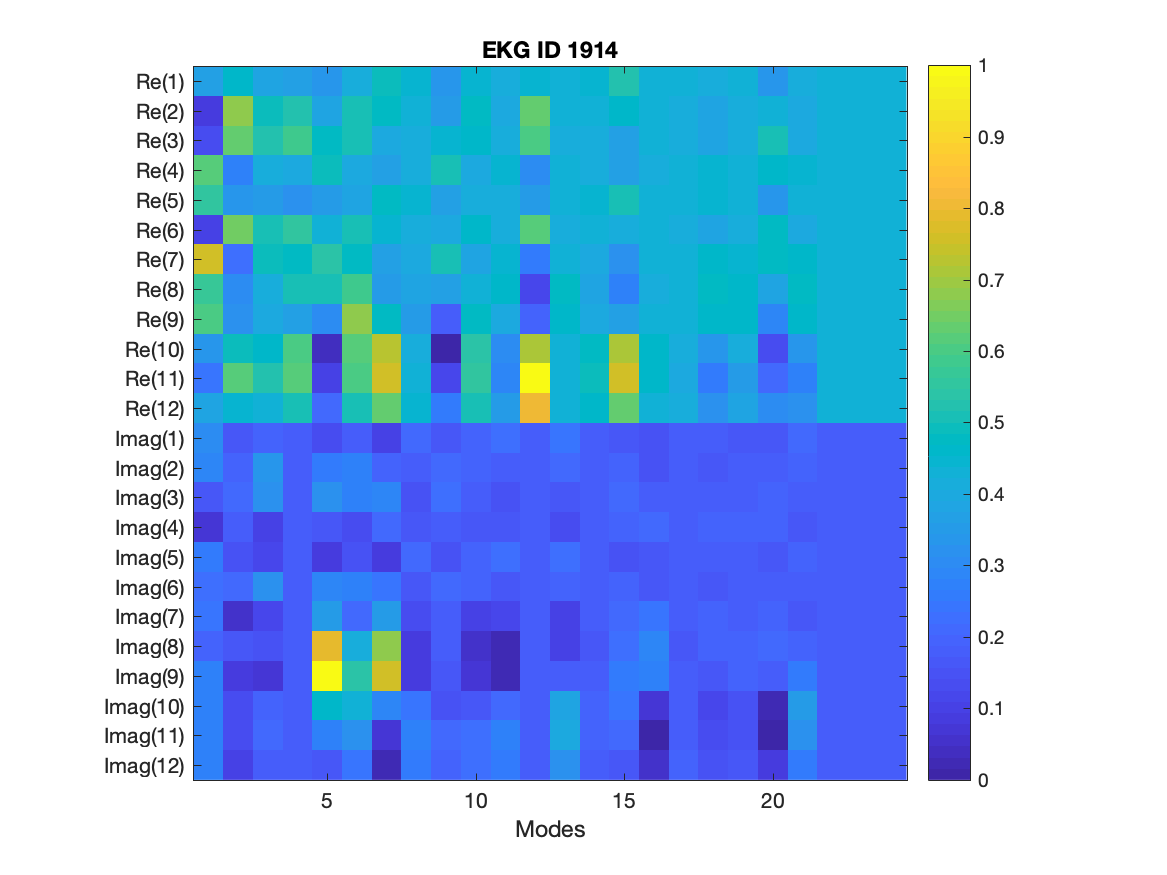 EKG ID 1914
Re(1)
Re(2)
Re(3)
Re(4)
Re(5)
Re(6)
Re(7)
Re(8)
Re(9)
Re(10)
Re(11)
Re(12)
Imag(1)
Imag(2)
Imag(3)
Imag(4)
Imag(5)
Imag(6)
Imag(7)
Imag(8)
Imag(9)
Imag(10)
Imag(11)
Imag(12)
5 10 15 20
Modes
1
0.9
0.8
0.7
0.6
0.5
0.4
0.3
0.2
0.1
0